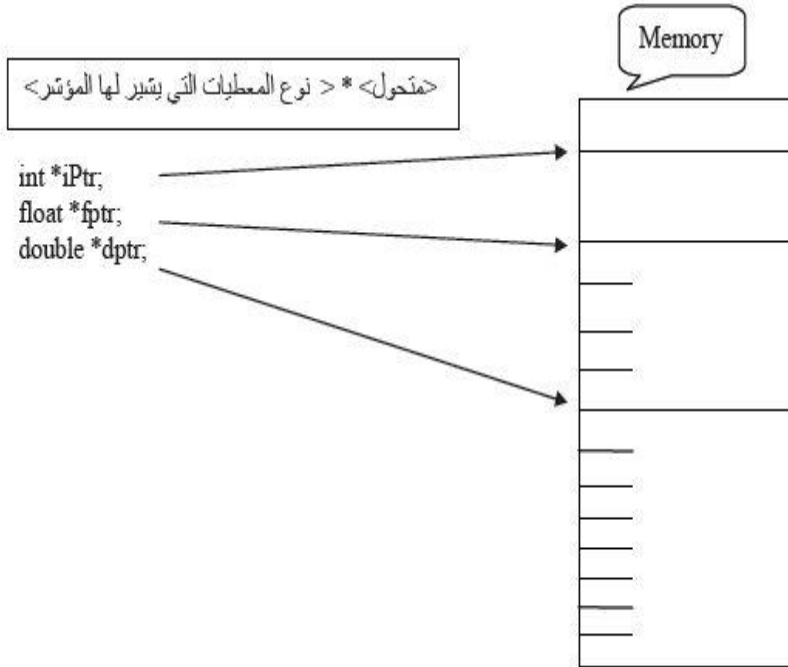 Memory
<متحول> * < نوع المعطيات التي يشير لها المؤشر>
int *iPtr;
float *fptr;
double *dptr;